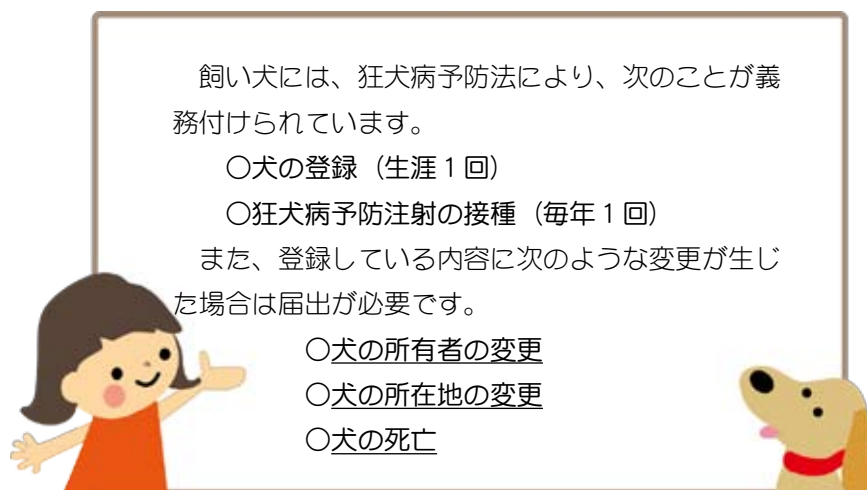 飼い犬には、狂犬病予防法により、次のことが義
務付けられています。
○犬の登録（生涯１回）
○狂犬病予防注射の接種（毎年１回）
また、登録している内容に次のような変更が生じ
た場合は届出が必要です。
○犬の所有者の変更
○犬の所在地の変更
○犬の死亡